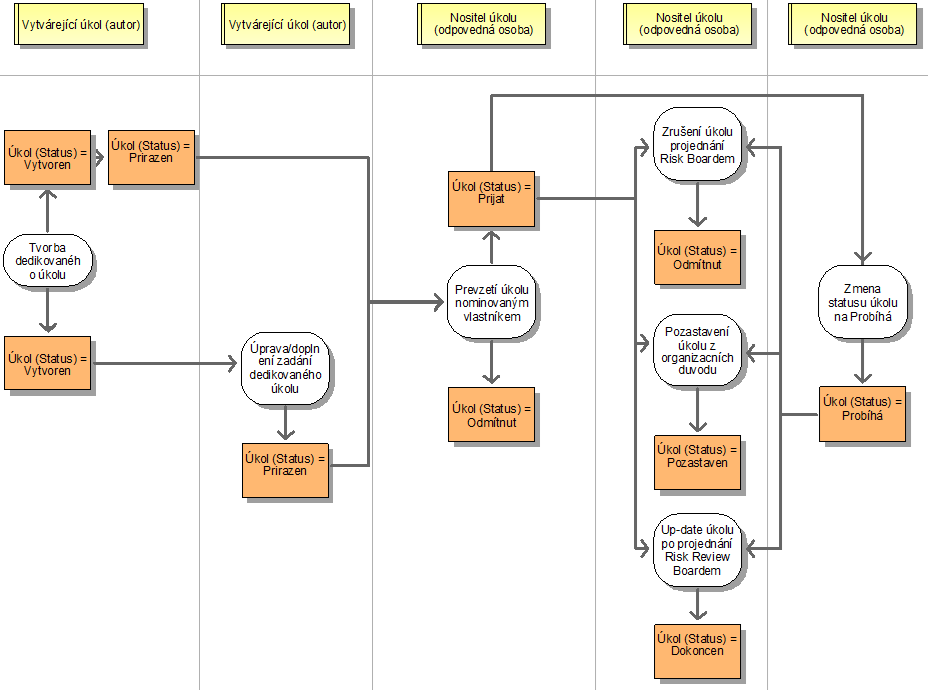 Vytvárející úkol (autor)
Vytvárející úkol (autor)
Nositel úkolu
(odpovedná osoba)
Nositel úkolu
(odpovedná osoba)
Nositel úkolu
(odpovedná osoba)
Úkol (Status) =
Vytvoren
Úkol (Status) =
Prirazen
Tvorba
dedikovanéh
o úkolu
Úkol (Status) =
Vytvoren
Úprava/dopln
ení zadání
dedikovaného
úkolu
Úkol (Status) =
Prirazen
Úkol (Status) =
Prijat
Prevzetí úkolu
nominovaným
vlastníkem
Úkol (Status) =
Odmítnut
Zrušení úkolu
projednání
Risk Boardem
Úkol (Status) =
Odmítnut
Pozastavení
úkolu z
organizacních
duvodu
Úkol (Status) =
Pozastaven
Up-date úkolu
po projednání
Risk Review
Boardem
Úkol (Status) =
Dokoncen
Zmena
statusu úkolu
na Probíhá
Úkol (Status) =
Probíhá